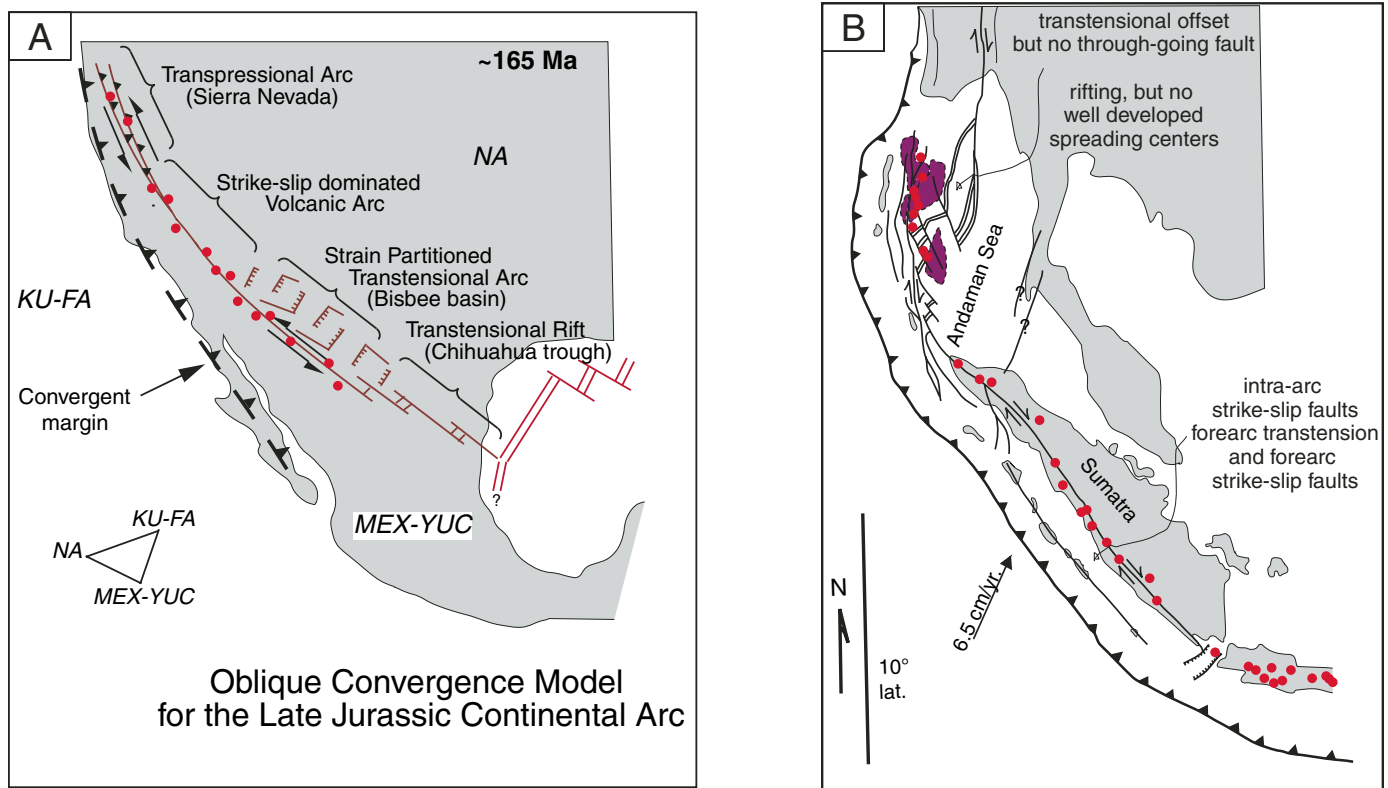 A
~165 Ma
Transpressional Arc
(Sierra Nevada)
NA
Strike-slip dominated
Volcanic Arc
Strain Partitioned
Transtensional Arc
(Bisbee basin)
KU-FA
Transtensional Rift
(Chihuahua trough)
Convergent
margin
?
MEX-YUC
KU-FA
NA
MEX-YUC
Oblique Convergence Model
for the Late Jurassic Continental Arc
B
transtensional offset
but no through-going fault
rifting, but no
well developed
spreading centers
Andaman Sea
?
?
intra-arc
strike-slip faults
forearc transtension
and forearc
strike-slip faults
Sumatra
6.5 cm/yr.
N
10°
lat.